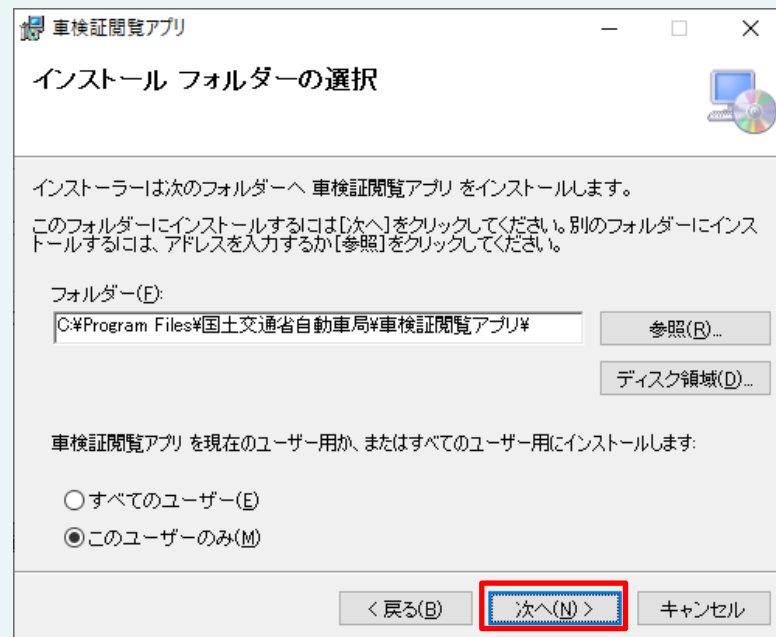 車検証閲覧アプリ
インストール フォルダーの選択
インストーラーは次のフォルダーへ 車検証閲覧アプリ をインストールします。
このフォルダーにインストールするには[次へ]をクリックしてください。別のフォルダーにインス
トールするには、アドレスを入力するか[参照]をクリックしてください。
フォルダー(F):
C:¥Program Files¥国土交通省自動車局¥車検証閲覧アプリ¥
参照(R)...
ディスク領域(D)...
車検証閲覧アプリ を現在のユーザー用か、またはすべてのユーザー用にインストールします:
すべてのユーザー(E)
このユーザーのみ(M)
< 戻る(B)
次へ(N) >
キャンセル